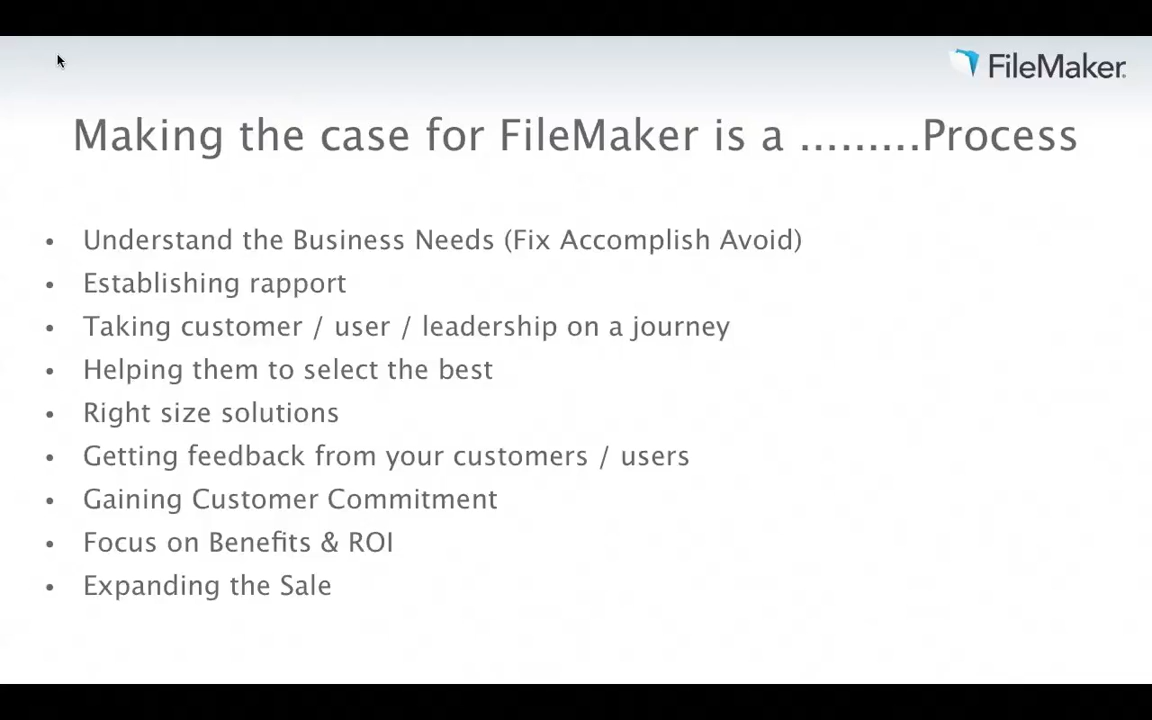 FileMaker
Making the case for FileMaker is a .........Process
• Understand the Business Needs (Fix Accomplish Avoid)
• Establishing rapport
• Taking customer / user / leadership on a journey
• Helping them to select the best
• Right size solutions
• Getting feedback from your customers / users
• Gaining Customer Commitment
• Focus on Benefits & ROI
• Expanding the Sale